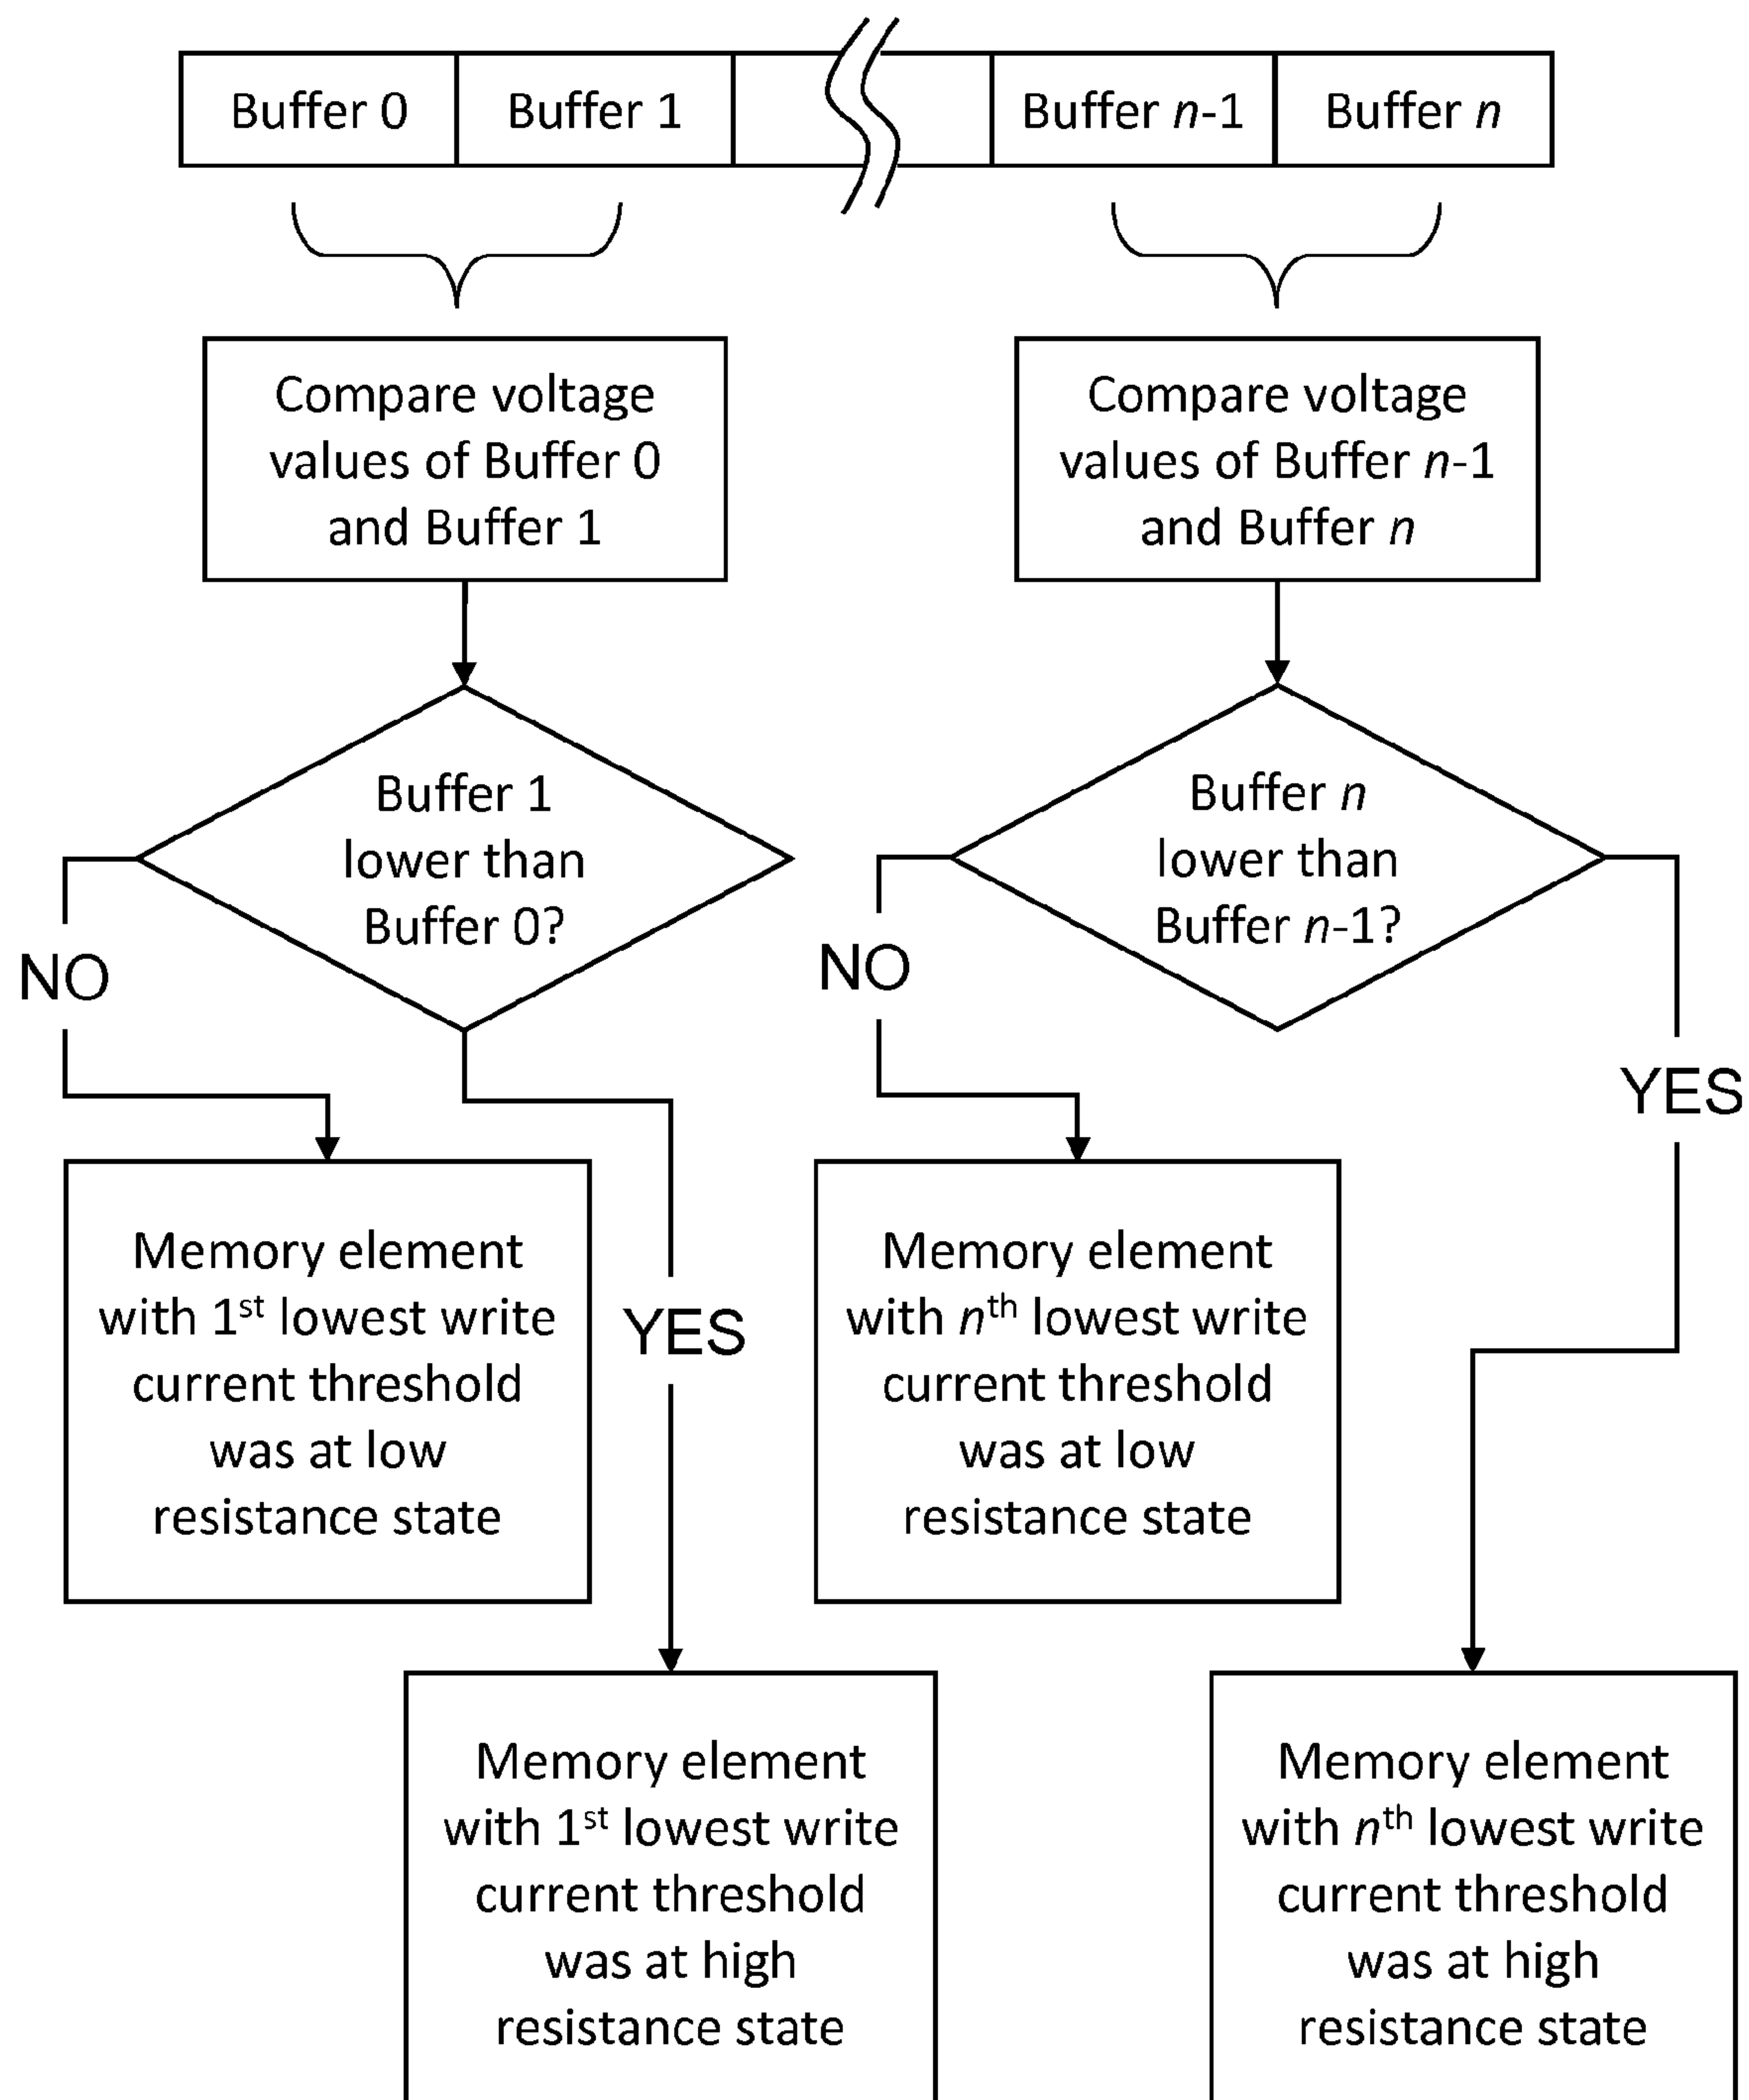 Buffer 0
Buffer 1
Buffer n-1
Buffer n
Compare voltage
values of Buffer 0
and Buffer 1
Compare voltage
values of Buffer n-1
and Buffer n
Buffer 1
lower than
Buffer 0?
Buffer n
lower than
Buffer n-1?
NO
NO
YES
Memory element
with 1st lowest write
current threshold
was at low
resistance state
YES
Memory element
with nth lowest write
current threshold
was at low
resistance state
Memory element
with 1st lowest write
current threshold
was at high
resistance state
Memory element
with nth lowest write
current threshold
was at high
resistance state